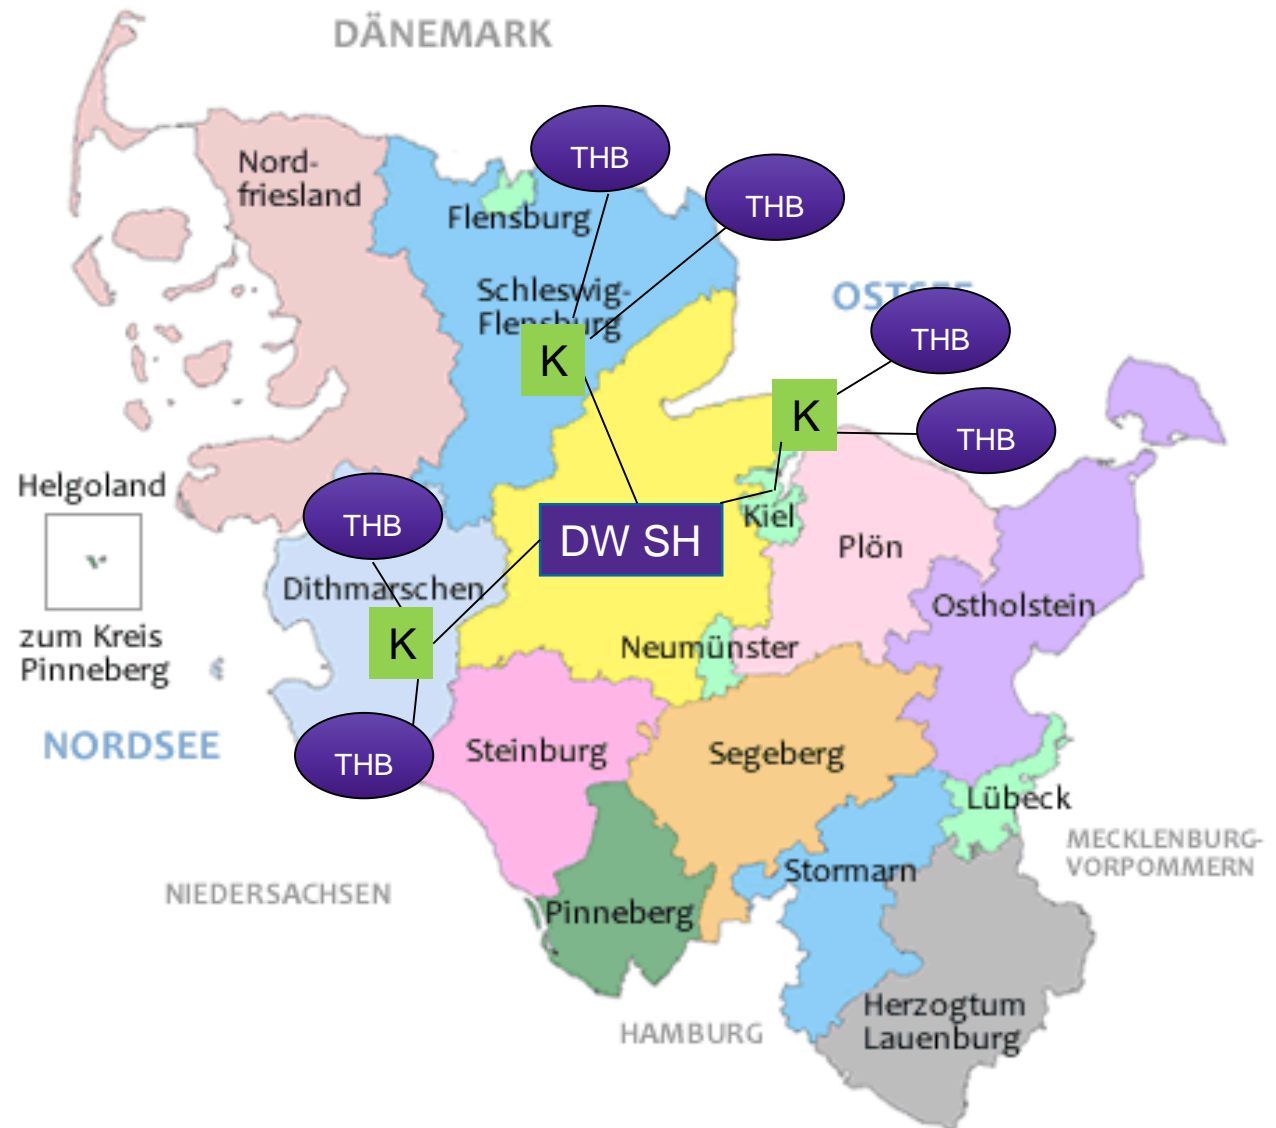 DÄNEMARK
THB
Nord-
friesland
THB
Flensburg
Schleswig-
Flensburg
OSTSEE
THB
K
K
THB
Helgoland
THB
Kiel
DW SH
Plön
Dithmarschen
Ostholstein
zum Kreis
Pinneberg
K
Neumünster
NORDSEE
THB
Steinburg
Segeberg
Lübeck
MECKLENBURG-
VORPOMMERN
Stormarn
NIEDERSACHSEN
Pinneberg
Herzogtum
Lauenburg
HAMBURG